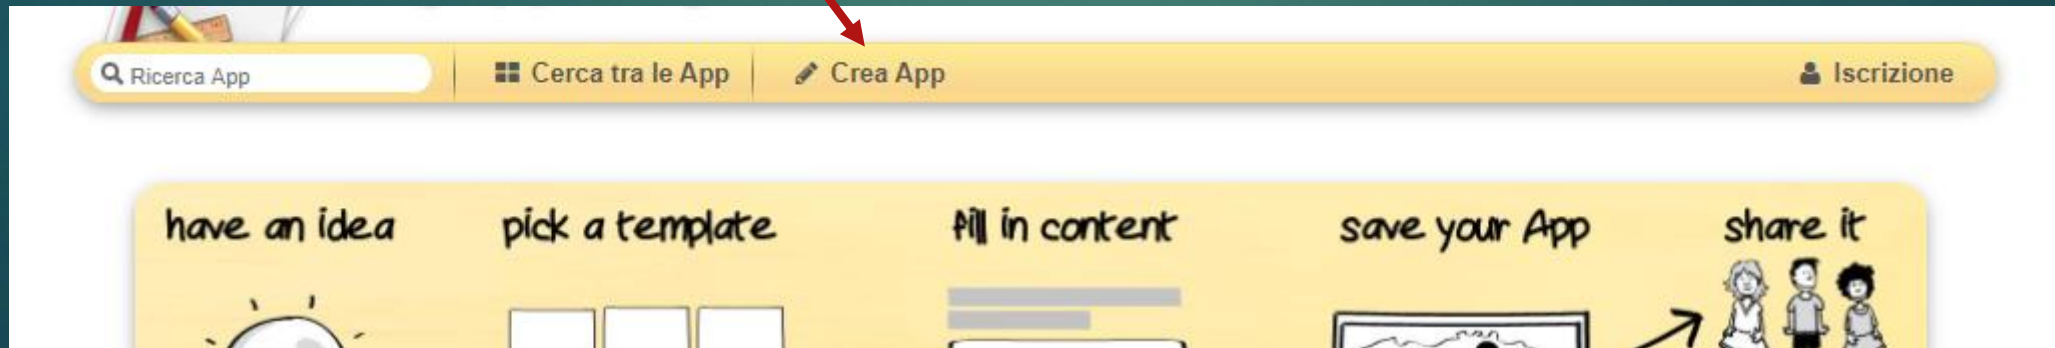 Ricerca App
Cerca tra le App
Crea App
Iscrizione
have an idea
pick a template
fill in content
save your App
share it